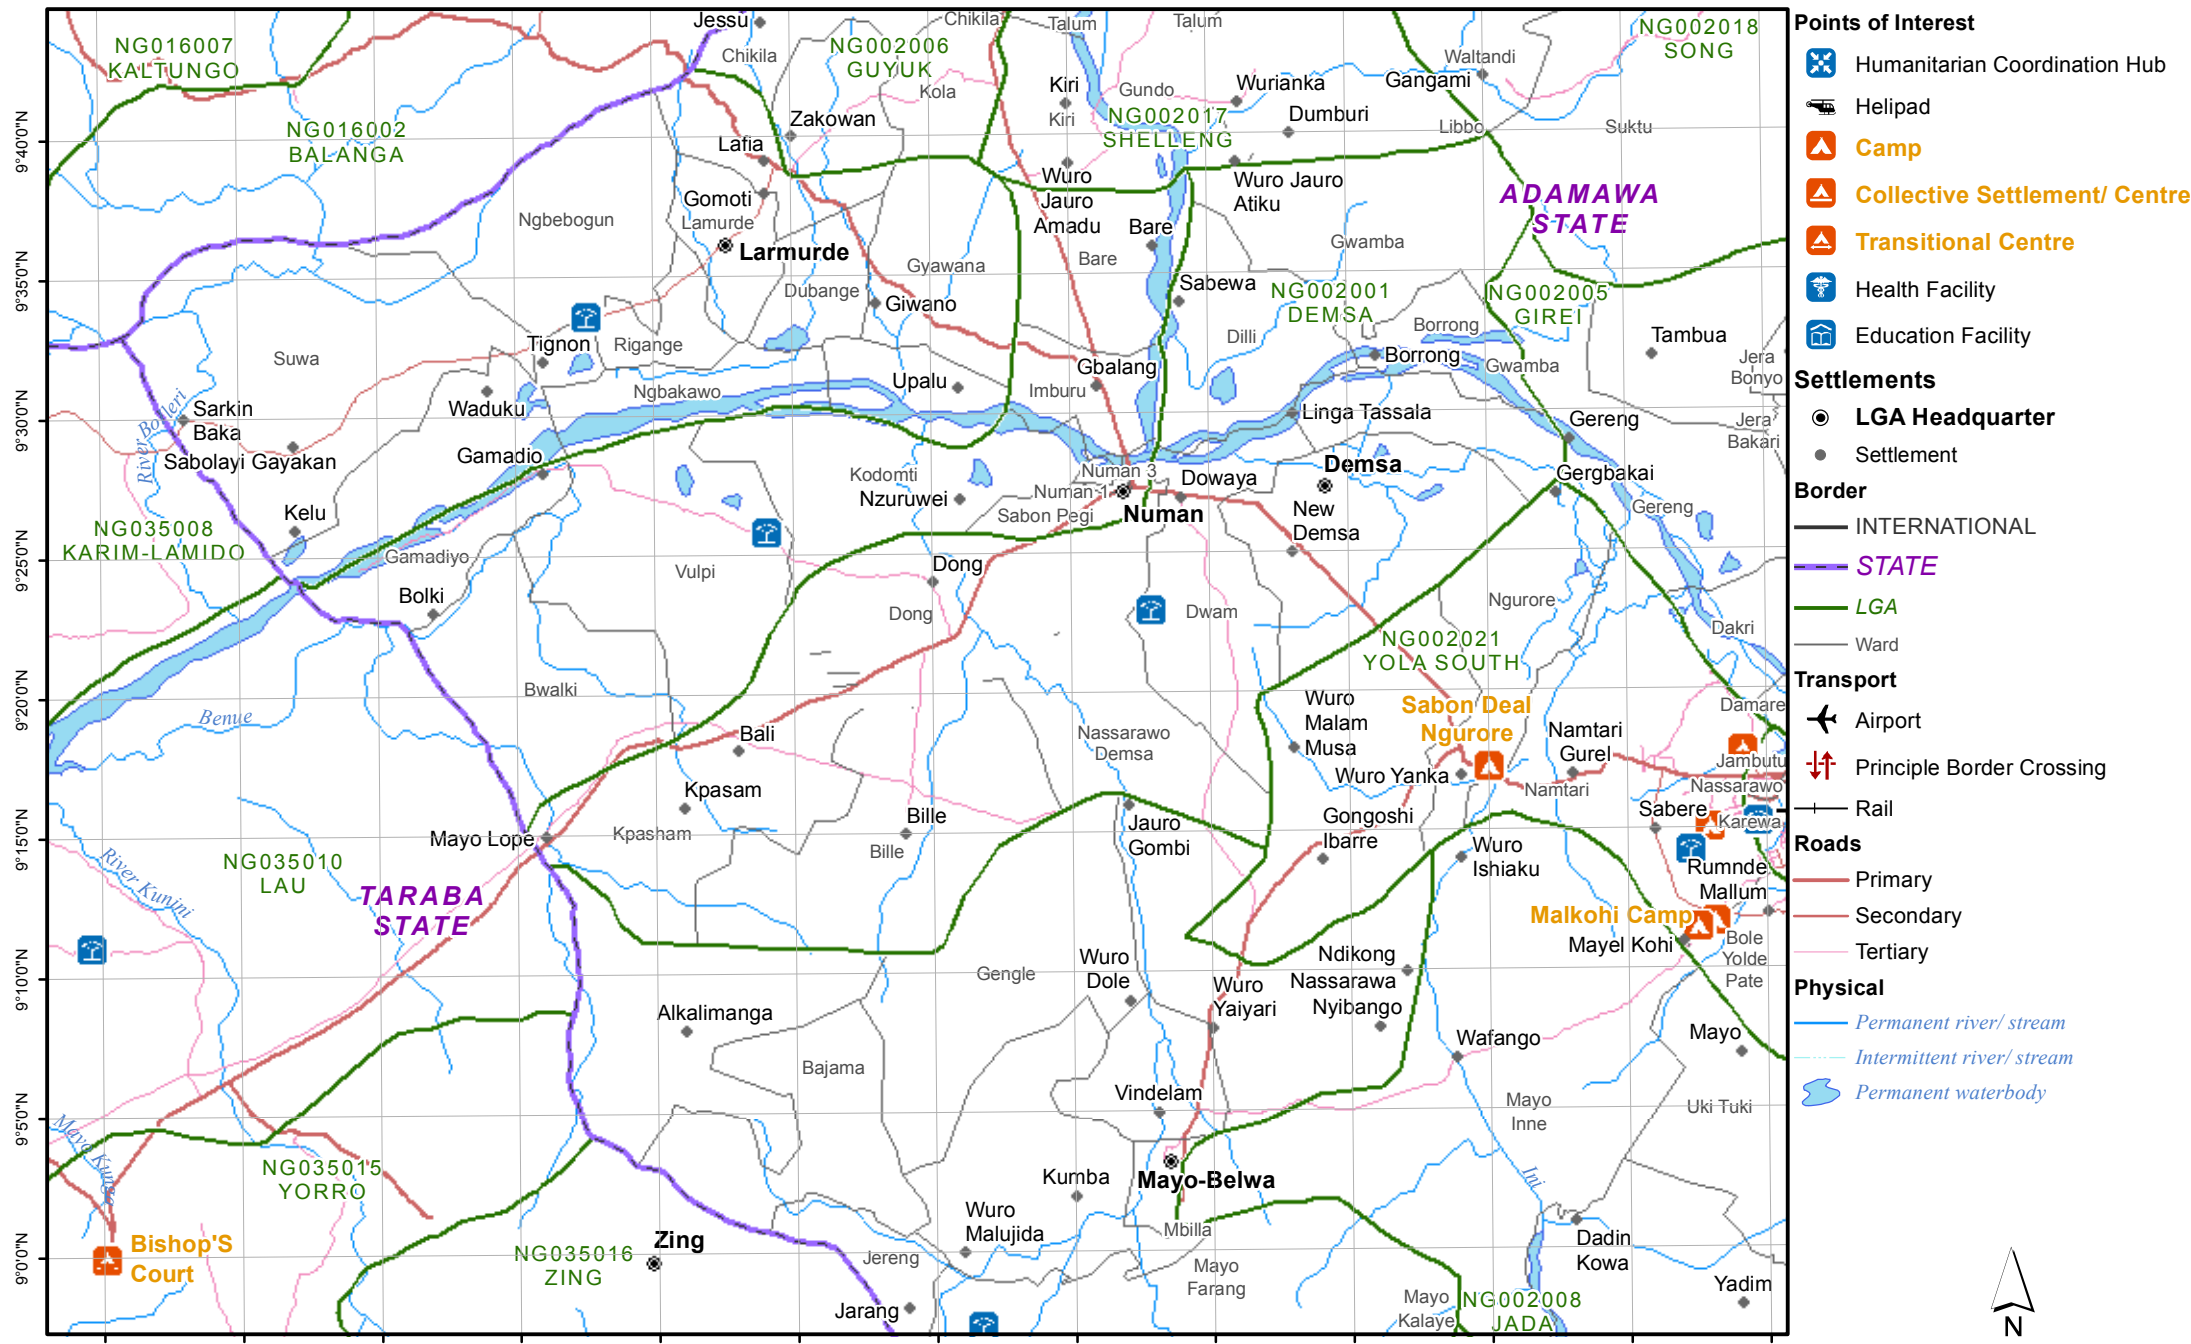 Jessu
Chikila
Talum
Talum
NG016007
KALTUNGO
Chikila
NG002006
GUYUK
Waltandi
NG002018
SONG
Kola
Kiri
Kiri
Gundo
Wurianka
Gangami
NG016002
BALANGA
Zakowan
NG002017
SHELLENG
Dumburi
Libbo
Suktu
Lafia
Gomoti
Lamurde
Larmurde
Ngbebogun
Wuro
Jauro
Amadu
Wuro Jauro
Atiku
ADAMAWA
STATE
Bare
Bare
Gwamba
Gyawana
Dubange
Giwano
Sabewa
NG002001
DEMSA
NG002005
GIREI
Tignon
Rigange
Suwa
Dilli
Borrong
Borrong
Gwamba
Tambua
Jera
Bonyo
Gbalang
Imburu
Upalu
Ngbakawo
Waduku
River Bolleri
Sarkin
Baka
Sabolayi Gayakan
Linga Tassala
Gereng
Jera
Bakari
Gamadio
Kodomti
Nzuruwei
Numan 3
Numan 1
Sabon Pegi
Numan
Dowaya
Demsa
New
Demsa
Gergbakai
Gereng
Kelu
NG035008
KARIM-LAMIDO
Gamadiyo
Vulpi
Dong
Dong
Bolki
Dwam
Ngurore
Dakri
NG002021
YOLA SOUTH
Bwalki
Benue
Bali
Nassarawo
Demsa
Wuro
Malam
Musa
Sabon Deal
Ngurore
Namtari
Gurel
Damare
Jambutu
Wuro Yanka
Namtari
Nassarawo
Kpasam
Kpasham
Mayo Lope
Bille
Bille
Jauro
Gombi
Gongoshi
Ibarre
Wuro
Ishiaku
Sabere
Karewa
Rumnde
Mallum
NG035010
LAU
River Kunini
TARABA
STATE
Malkohi Camp
Mayel Kohi
Bole
Yolde
Pate
Gengle
Wuro
Dole
Wuro
Yaiyari
Ndikong
Nassarawa
Nyibango
Alkalimanga
Bajama
Wafango
Mayo
Vindelam
Mayo
Inne
Uki Tuki
NG035015
YORRO
Kumba
Mayo-Belwa
Ini
Wuro
Malujida
Mbilla
Bishop'S
Court
NG035016
ZING
Zing
Jereng
Mayo
Farang
Dadin
Kowa
Jarang
Mayo
Kalaye
NG002008
JADA
Yadim
9°40'0"N
9°35'0"N
9°30'0"N
9°25'0"N
9°20'0"N
9°15'0"N
9°10'0"N
9°5'0"N
9°0'0"N
Points of Interest
Humanitarian Coordination Hub
Helipad
Camp
Collective Settlement/ Centre
Transitional Centre
Health Facility
Education Facility
Settlements
LGA Headquarter
Settlement
Border
INTERNATIONAL
STATE
LGA
Ward
Transport
Airport
Principle Border Crossing
Rail
Roads
Primary
Secondary
Tertiary
Physical
Permanent river/ stream
Intermittent river/ stream
Permanent waterbody
N